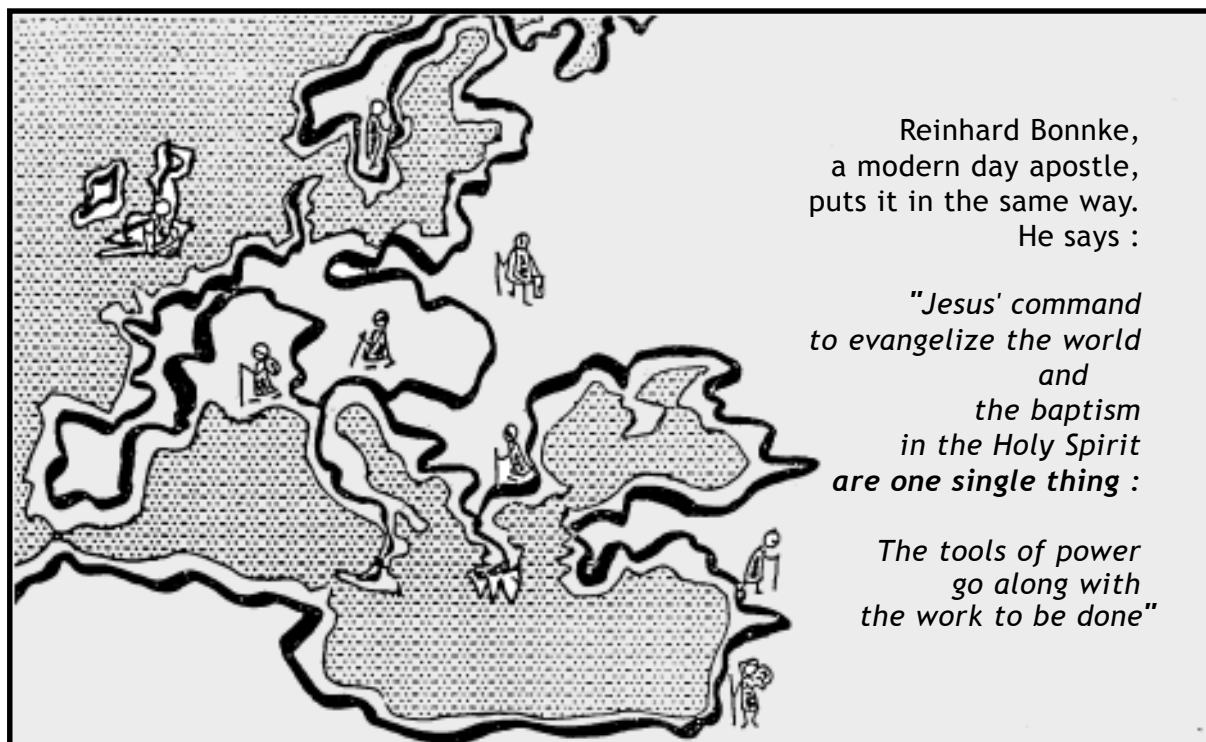 Reinhard Bonnke,
a modern day apostle,
puts it in the same way.
He says :
"Jesus' command
to evangelize the world
and
the baptism
in the Holy Spirit
are one single thing :
The tools of power
go along with
the work to be done"